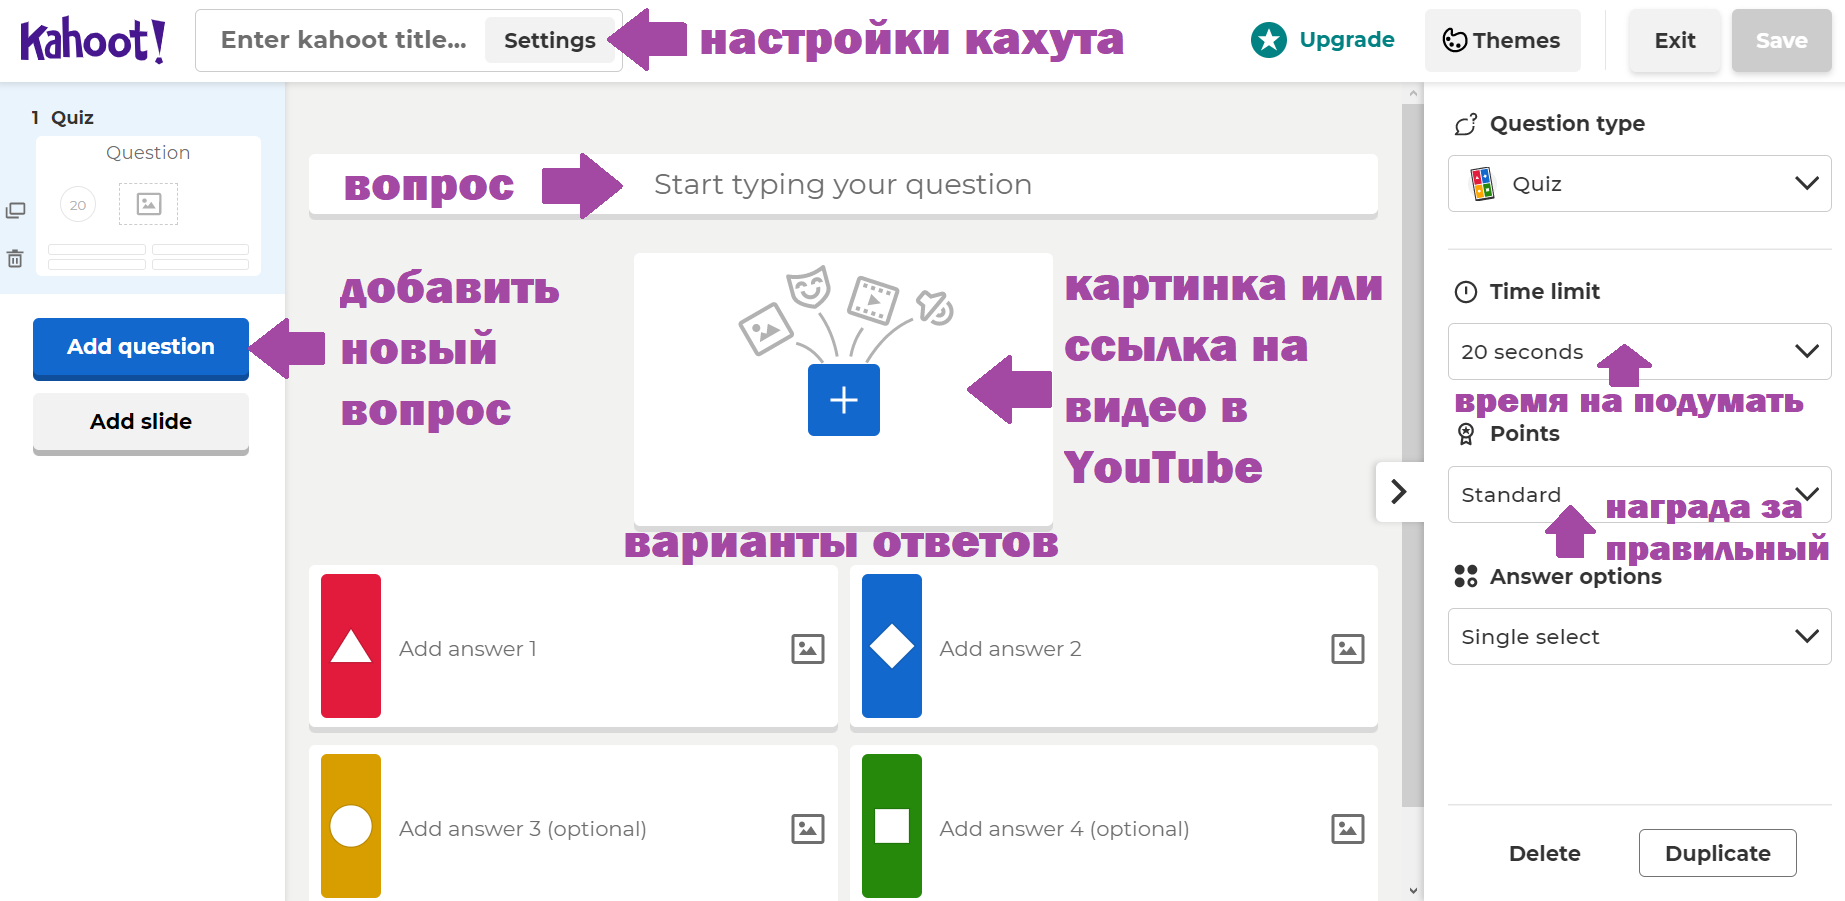 Kahoot!
Enter kahoot title...
Settings
настройки кахута
Upgrade
Themes
Exit
Save
1 Quiz
Question
20
Add question
Add slide
вопрос
Start typing your question
добавить
новый
вопрос
картинка или
ссылка на
видео в
YouTube
варианты ответов
Add answer 1
Add answer 2
Add answer 3 (optional)
Add answer 4 (optional)
Question type
Quiz
Time limit
20 seconds
время на подумать
Points
Standard
награда за
правильный
Answer options
Single select
Delete
Duplicate